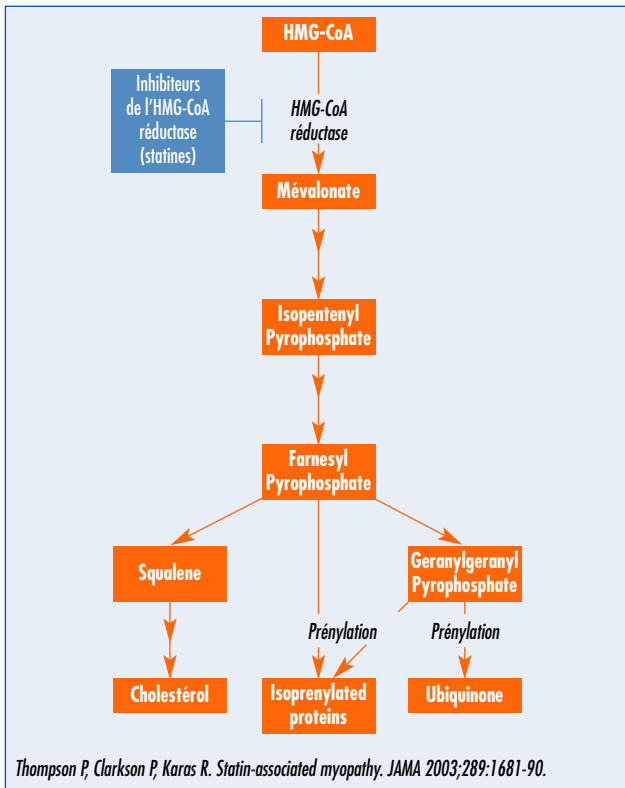 HMG-CoA
Inhibiteurs
de l'HMG-CoA
réductase
(statines)
HMG-CoA
réductase
Mévalonate
Isopentenyl
Pyrophosphate
Farnesyl
Pyrophosphate
Squalene
Geranylgeranyl
Pyrophosphate
Prénylation
Prénylation
Cholestérol
Isoprenylated
proteins
Ubiquinone
Thompson P, Clarkson P, Karas R. Statin-associated myopathy. JAMA 2003;289:1681-90.